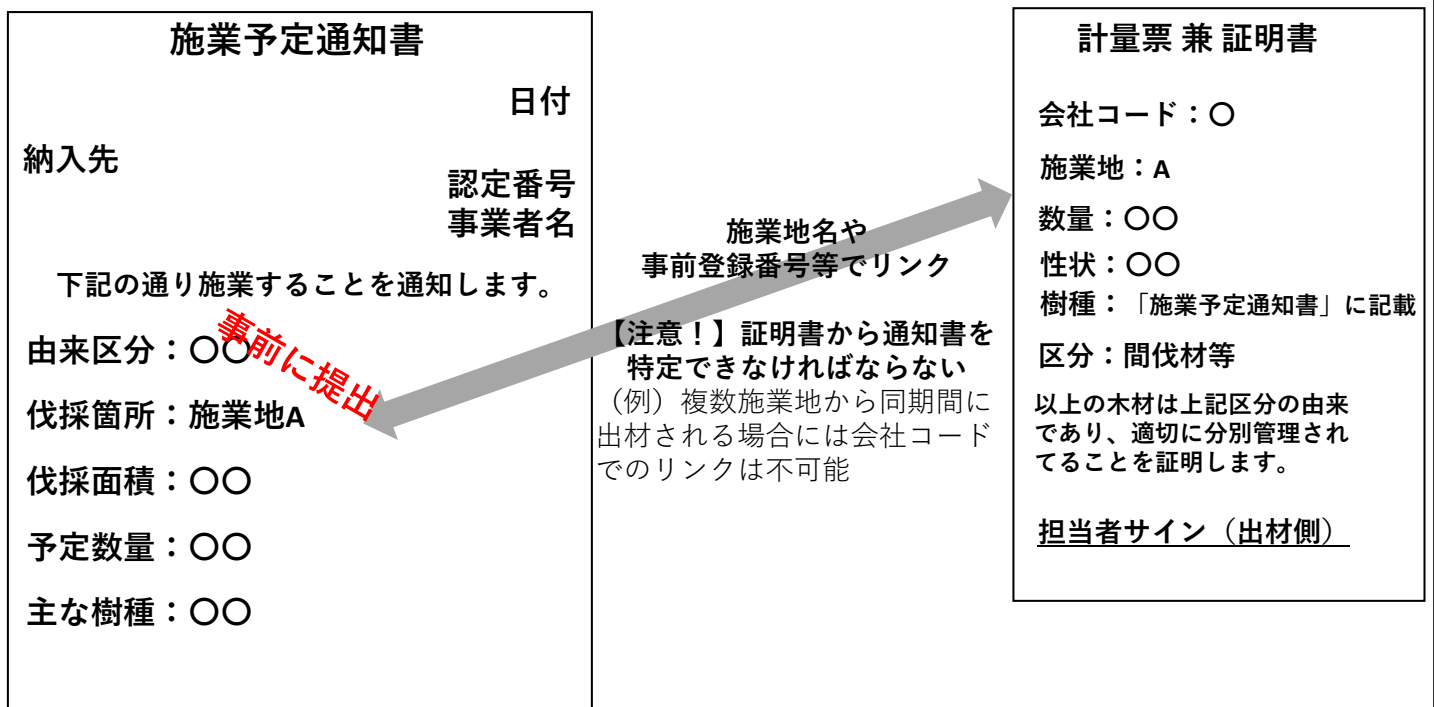 施業予定通知書
日付
納入先
認定番号
事業者名
下記の通り施業することを通知します。
由来区分：〇〇
事前に提出
伐採箇所：施業地A
伐採面積：〇〇
予定数量：〇〇
主な樹種：〇〇
施業地名や
事前登録番号等でリンク
【注意！】証明書から通知書を
特定できなければならない
（例）複数施業地から同期間に
出材される場合には会社コード
でのリンクは不可能
計量票 兼 証明書
会社コード：〇
施業地：A
数量：〇〇
性状：〇〇
樹種：「施業予定通知書」に記載
区分：間伐材等
以上の木材は上記区分の由来
であり、適切に分別管理され
てることを証明します。
担当者サイン（出材側）